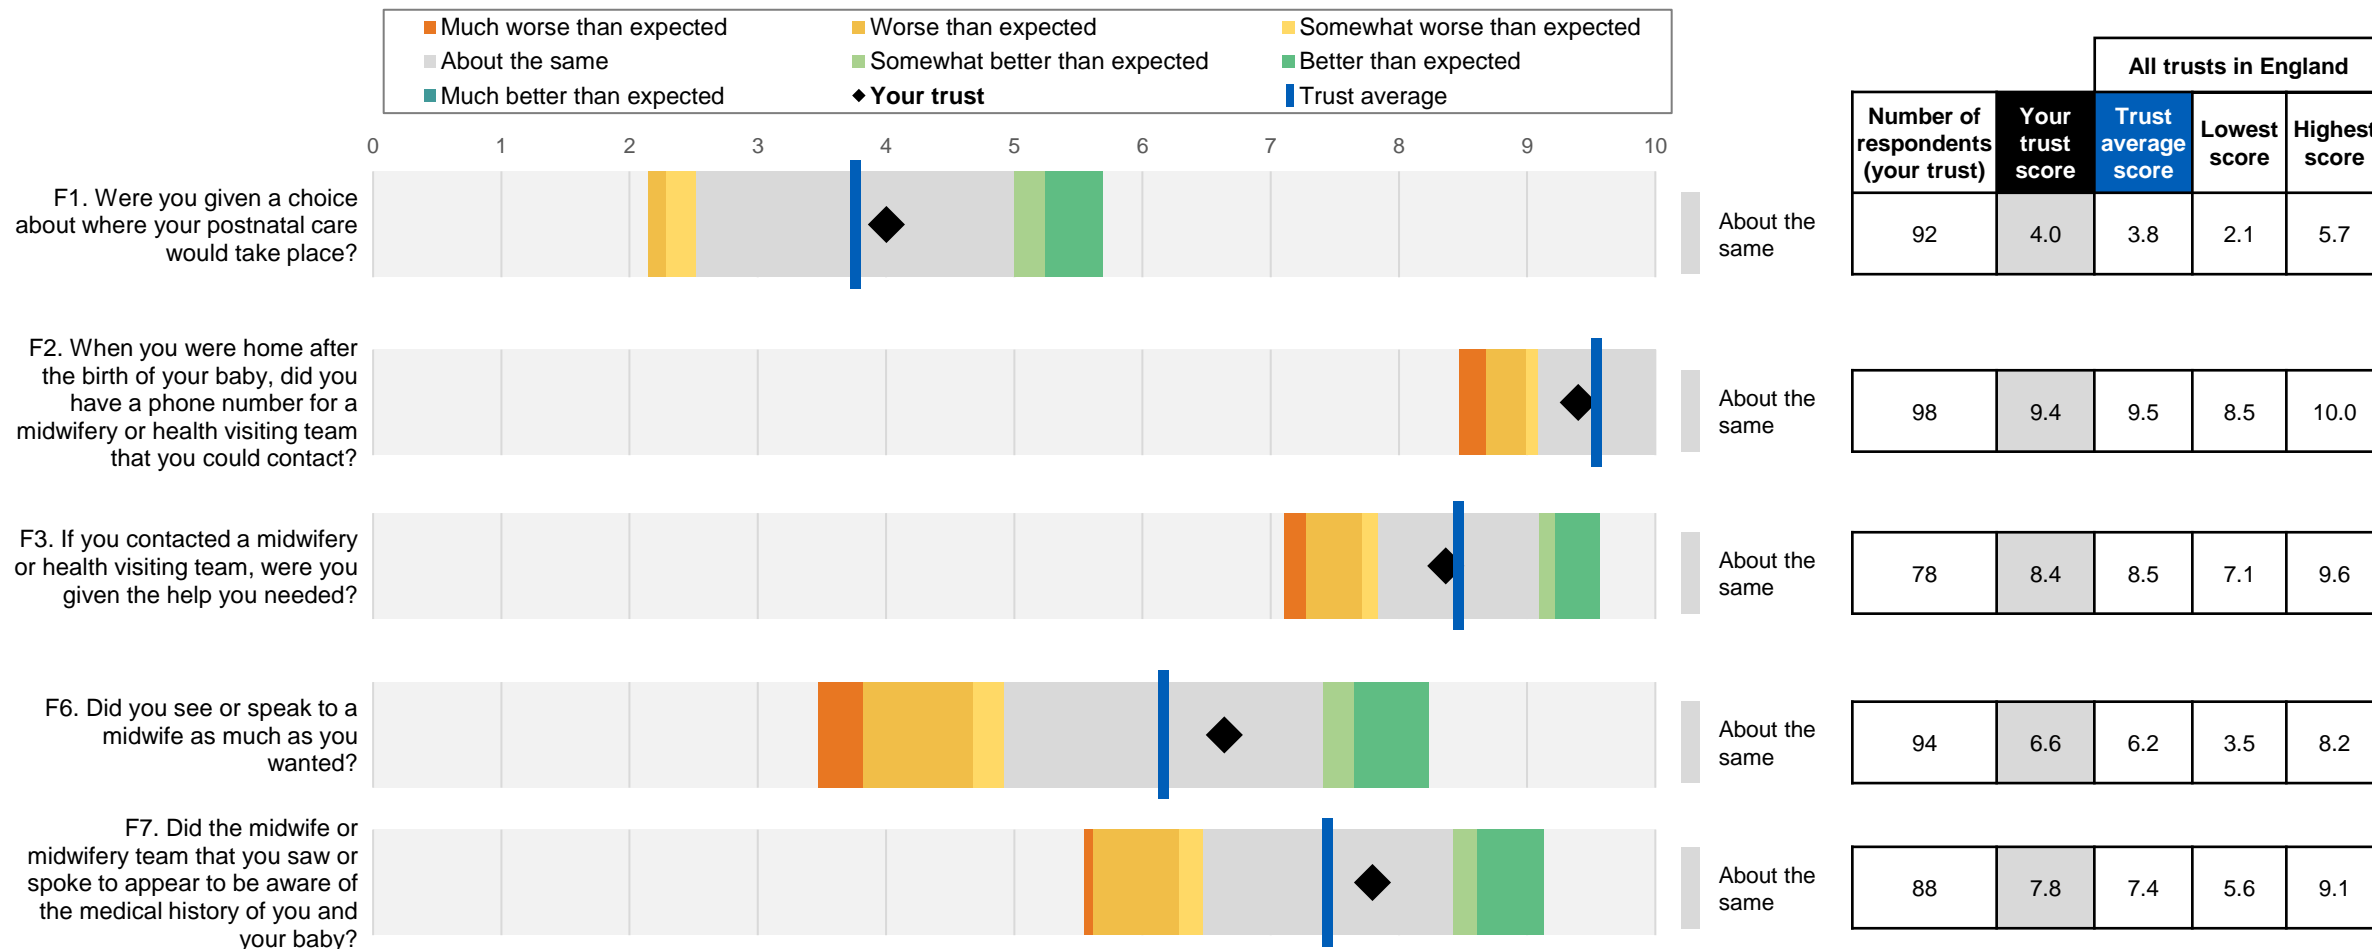 Much worse than expected
Worse than expected
Somewhat worse than expected
About the same
Somewhat better than expected
Better than expected
Much better than expected
Your trust
Trust average
All trusts in England
Number of
respondents
(your trust)
Your
trust
score
Trust
average
score
Lowest
score
Highest
score
0 1 2 3 4 5 6 7 8 9 10
F1. Were you given a choice
about where your postnatal care
would take place?
About the
same
92 4.0 3.8 2.1 5.7
F2. When you were home after
the birth of your baby, did you
have a phone number for a
midwifery or health visiting team
that you could contact?
About the
same
98 9.4 9.5 8.5 10.0
F3. If you contacted a midwifery
or health visiting team, were you
given the help you needed?
About the
same
78 8.4 8.5 7.1 9.6
F6. Did you see or speak to a
midwife as much as you
wanted?
About the
same
94 6.6 6.2 3.5 8.2
F7. Did the midwife or
midwifery team that you saw or
spoke to appear to be aware of
the medical history of you and
your baby?
About the
same
88 7.8 7.4 5.6 9.1